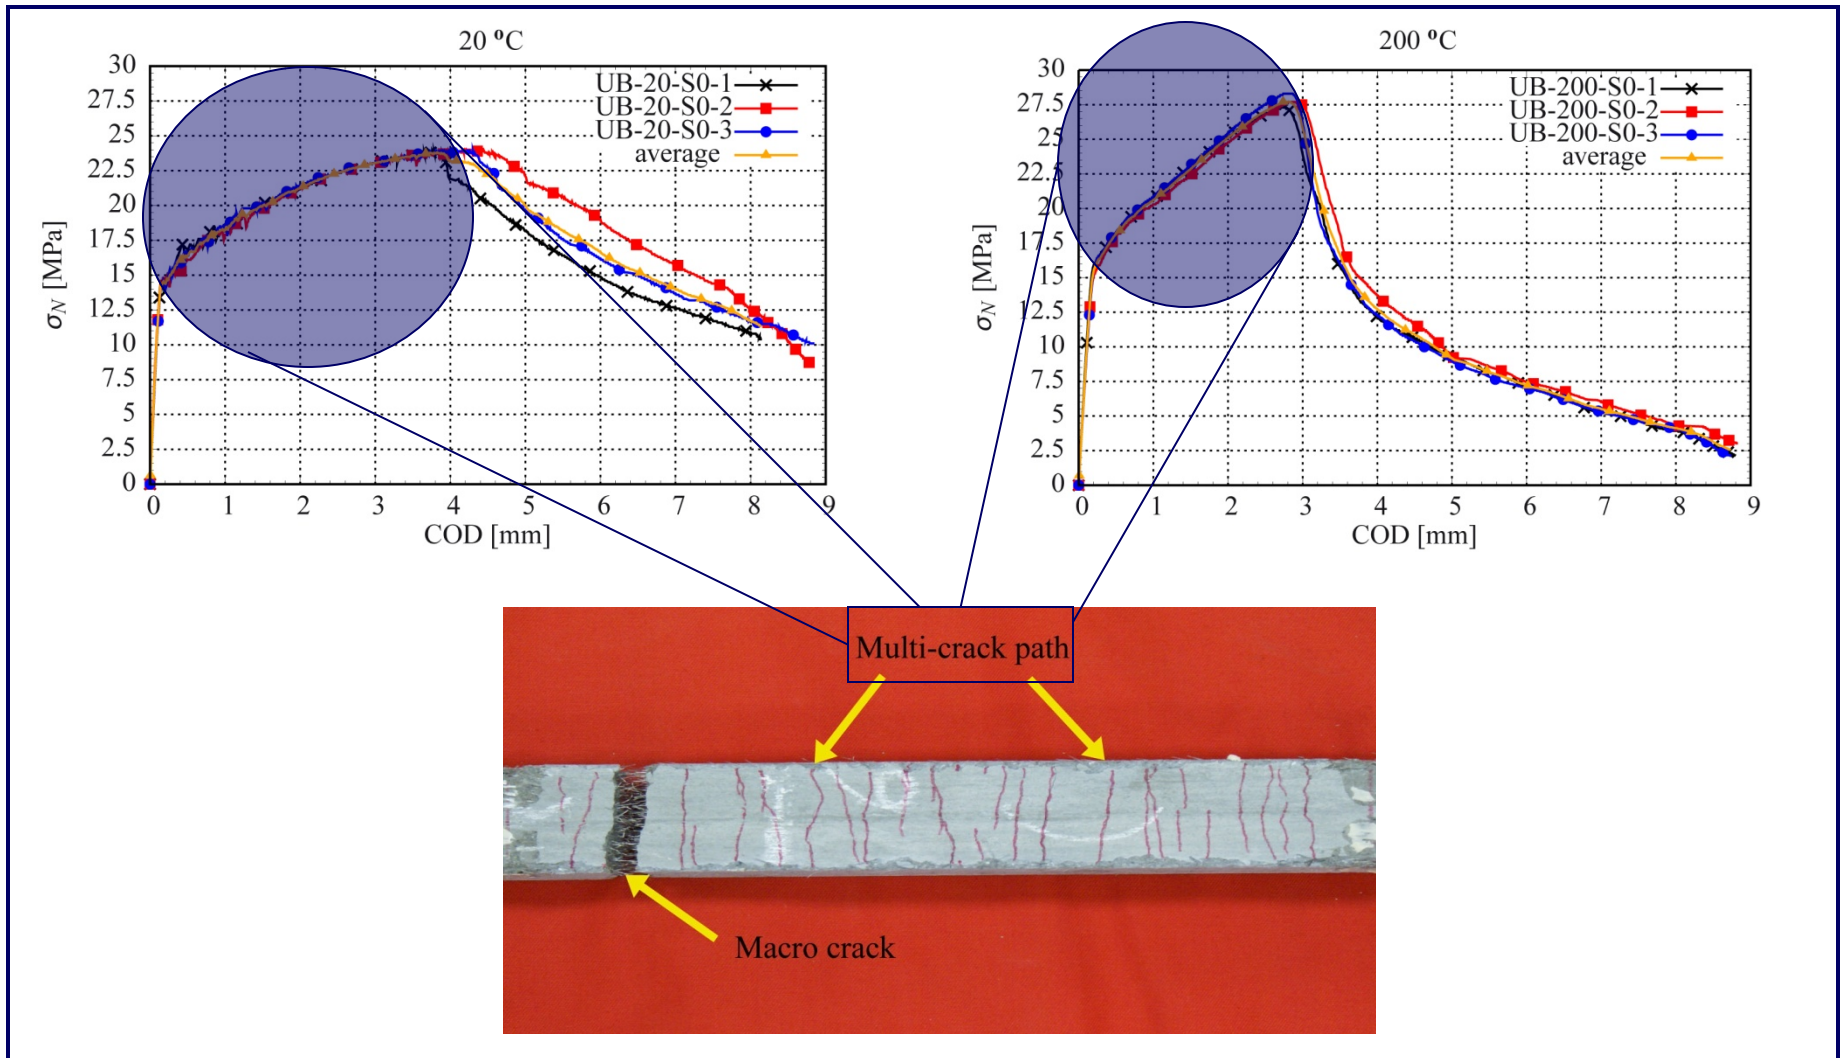 20 ⁰C
30
27.5
25
22.5
20
17.5
15
12.5
10
7.5
5
2.5
0
σN [MPa]
UB-20-S0-1
UB-20-S0-2
UB-20-S0-3
average
0 1 2 3 4 5 6 7 8 9
COD [mm]
200 ⁰C
30
27.5
25
22.5
20
17.5
15
12.5
10
7.5
5
2.5
0
σN [MPa]
UB-200-S0-1
UB-200-S0-2
UB-200-S0-3
average
0 1 2 3 4 5 6 7 8 9
COD [mm]
Multi-crack path
Macro crack